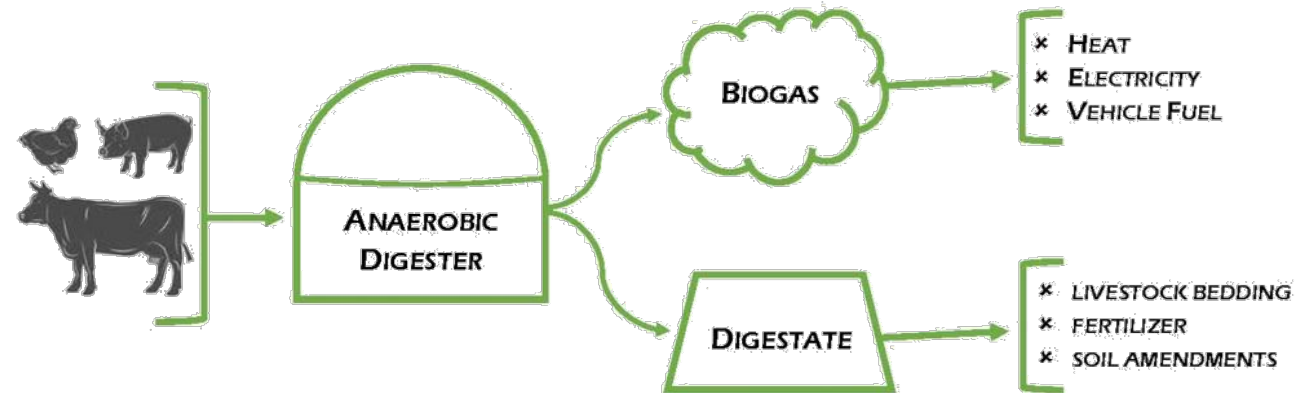 ANAEROBIC
DIGESTER
BIOGAS
× HEAT
× ELECTRICITY
× VEHICLE FUEL
DIGESTATE
× LIVESTOCK BEDDING
× FERTILIZER
× SOIL AMENDMENTS